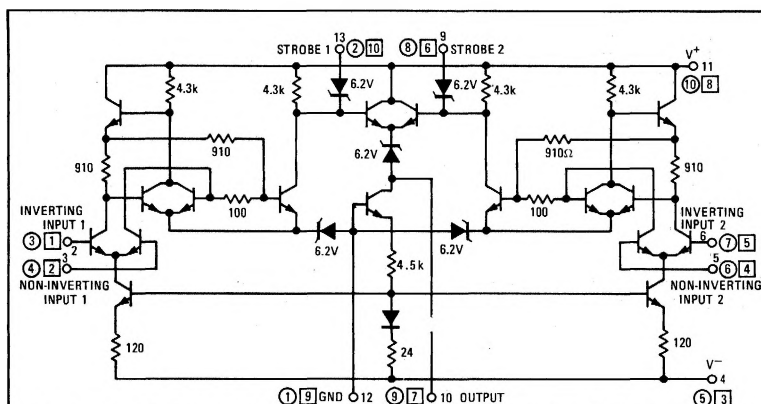 13 9
STROBE 1 ② 10 ⑧ 6 STROBE 2
V+
11
⑩ 8
4.3k 4.3k 6.2V 6.2V 4.3k 4.3k
910 910Ω
910 6.2V 910
100 100
INVERTING
INPUT 1
③ 1 2
3
④ 2
NON-INVERTING
INPUT 1
6.2V 6.2V
4.5k
INVERTING
INPUT 2
6 ⑦ 5
5
⑥ 4
NON-INVERTING
INPUT 2
120 24 120
V−
4
⑤ 3
① 9 GND 12 ⑨ 7 10 OUTPUT